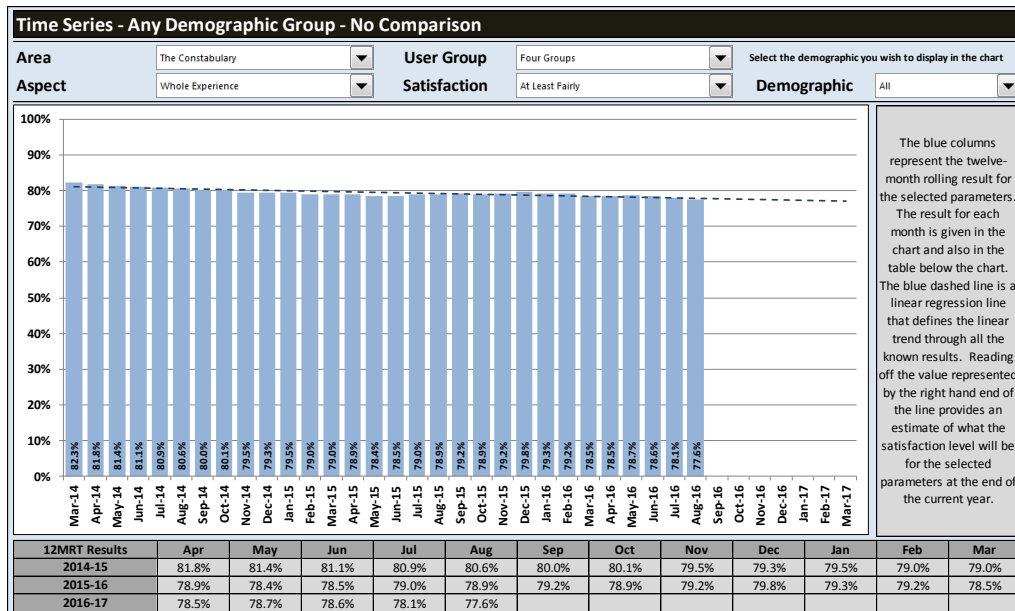 Time Series - Any Demographic Group - No Comparison
Area The Constabulary User Group Four Groups Select the demographic you wish to display in the chart
Aspect Whole Experience Satisfaction At Least Fairly Demographic All
100%
90%
80%
70%
60%
50%
40%
30%
20%
10%
0%
82.3% 81.8% 81.4% 81.1% 80.9% 80.6% 80.0% 80.1% 79.5% 79.3% 79.5% 79.0% 79.0% 78.9% 78.4% 78.5% 79.0% 78.9% 79.2% 78.9% 79.2% 79.8% 79.3% 79.2% 78.5% 78.5% 78.7% 78.6% 78.1% 77.6%
Mar-14 Apr-14 May-14 Jun-14 Jul-14 Aug-14 Sep-14 Oct-14 Nov-14 Dec-14 Jan-15 Feb-15 Mar-15 Apr-15 May-15 Jun-15 Jul-15 Aug-15 Sep-15 Oct-15 Nov-15 Dec-15 Jan-16 Feb-16 Mar-16 Apr-16 May-16 Jun-16 Jul-16 Aug-16 Sep-16 Oct-16 Nov-16 Dec-16 Jan-17 Feb-17 Mar-17
The blue columns
represent the twelve-
month rolling result for
the selected parameters.
The result for each
month is given in the
chart and also in the
table below the chart.
The blue dashed line is a
linear regression line
that defines the linear
trend through all the
known results. Reading
off the value represented
by the right hand end of
the line provides an
estimate of what the
satisfaction level will be
for the selected
parameters at the end of
the current year.
12MRT Results Apr May Jun Jul Aug Sep Oct Nov Dec Jan Feb Mar
2014-15 81.8% 81.4% 81.1% 80.9% 80.6% 80.0% 80.1% 79.5% 79.3% 79.5% 79.0% 79.0%
2015-16 78.9% 78.4% 78.5% 79.0% 78.9% 79.2% 78.9% 79.2% 79.8% 79.3% 79.2% 78.5%
2016-17 78.5% 78.7% 78.6% 78.1% 77.6%